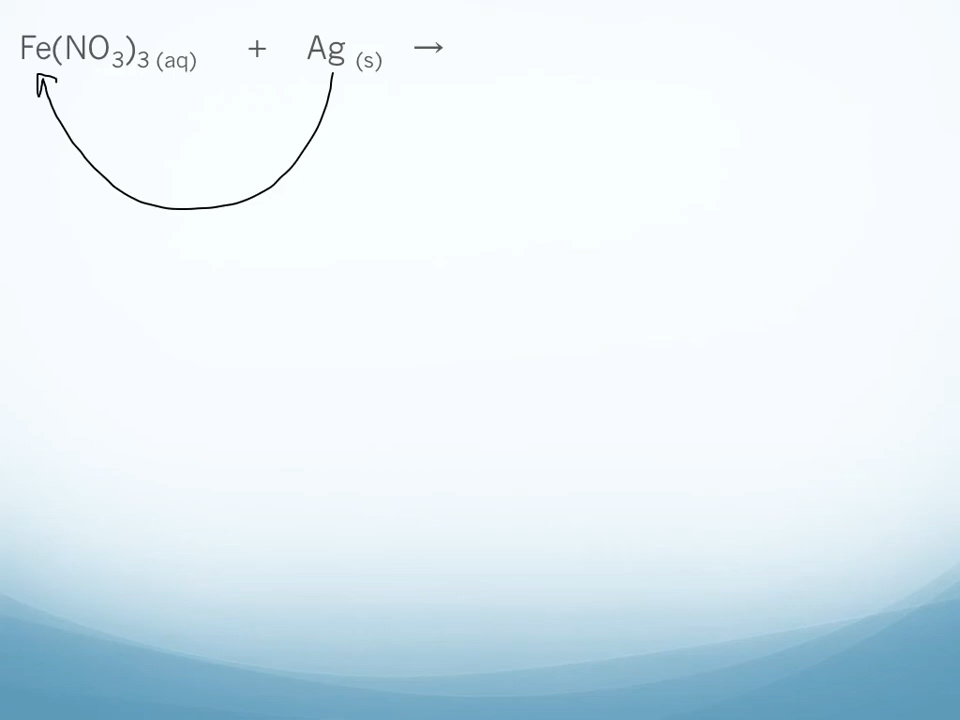 Fe(NO₃)₃ (aq) + Ag (s) →